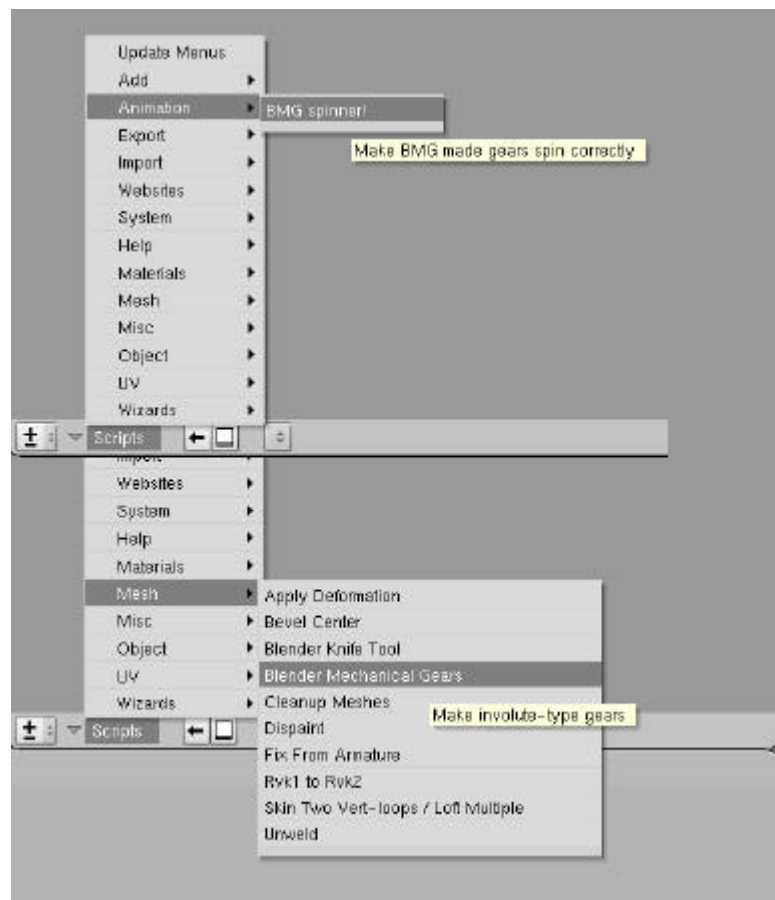 Update Menus
Add
Animation
BMG spinner!
Export
Make BMG made gears spin correctly
Import
Websites
System
Help
Materials
Mesh
Misc
Object
UV
Wizards
Scripts
Import
Websites
System
Help
Materials
Mesh
Apply Deformation
Misc
Bevel Center
Object
Blender Knife Tool
UV
Blender Mechanical Gears
Wizards
Cleanup Meshes
Make involute-type gears
Scripts
Dispaint
Fix From Armature
Rvk1 to Rvk2
Skin Two Vert-loops / Loft Multiple
Unweld